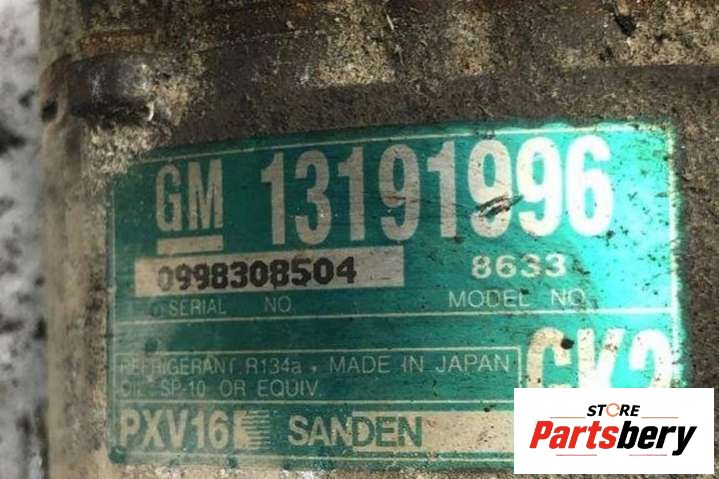 GM 13191996
0998308504 8633
SERIAL NO. MODEL NO.
REFRIGERANT R134a, MADE IN JAPAN
OIL SP-10 OR EQUIV.
PXV16 SANDEN
STORE
Partsbery